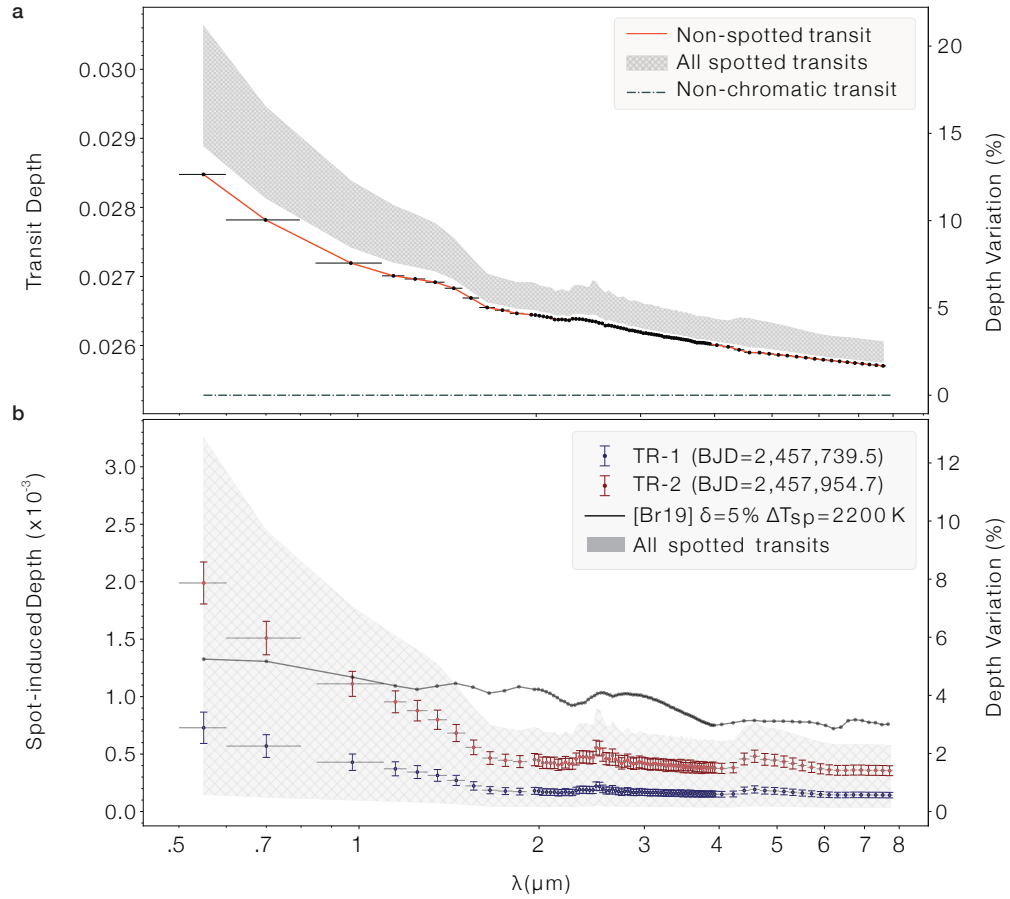 a
Non-spotted transit
All spotted transits
Non-chromatic transit
0.030
0.029
0.028
0.027
0.026
Transit Depth
20
15
10
5
0
Depth Variation (%)
b
TR-1 (BJD=2,457,739.5)
TR-2 (BJD=2,457,954.7)
[Br19] δ=5% ΔTsp=2200 K
All spotted transits
3.0
2.5
2.0
1.5
1.0
0.5
0.0
Spot-induced Depth (x10⁻³)
12
10
8
6
4
2
0
Depth Variation (%)
.5 .7 1 2 3 4 5 6 7 8
λ(μm)